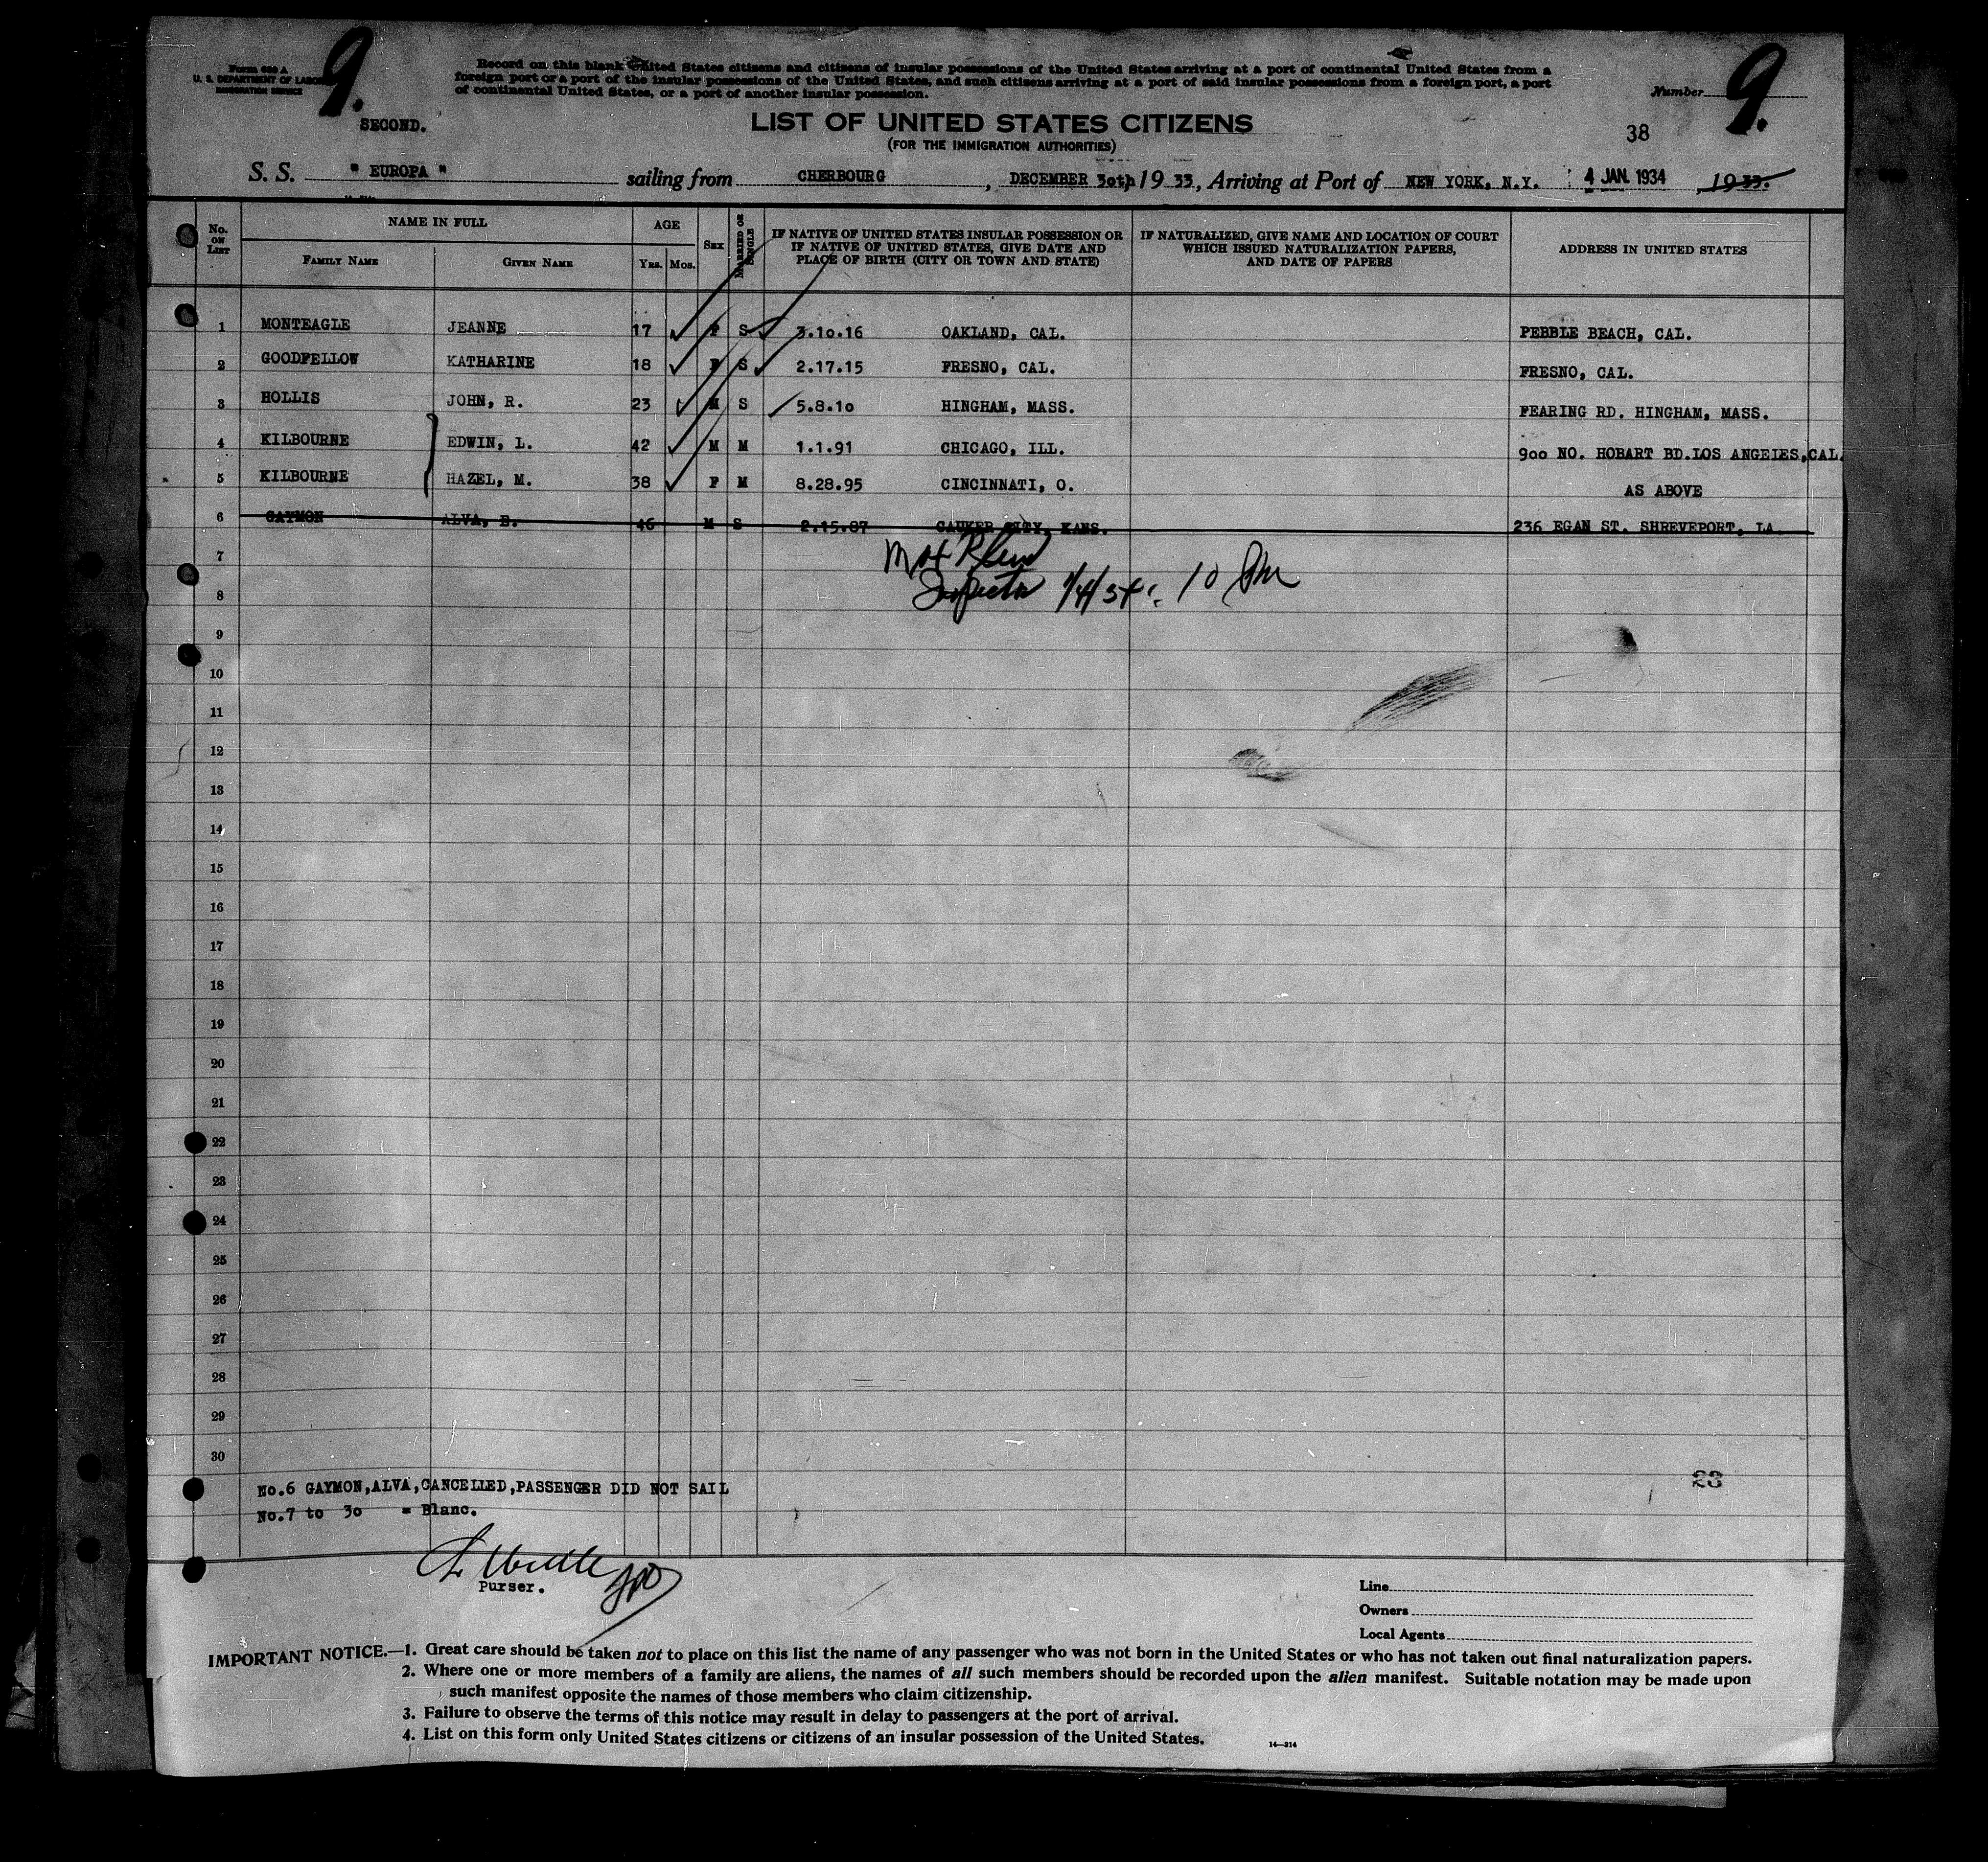 Form 630 A
U. S. DEPARTMENT OF LABOR
IMMIGRATION SERVICE
9.
SECOND.
Record on this blank United States citizens and citizens of insular possessions of the United States arriving at a port of continental United States from a
foreign port or a port of the insular possessions of the United States, and such citizens arriving at a port of said insular possessions from a foreign port, a port
of continental United States, or a port of another insular possession.
Number 9.
LIST OF UNITED STATES CITIZENS
38
(FOR THE IMMIGRATION AUTHORITIES)
S. S. " EUROPA " sailing from CHERBOURG, DECEMBER 30th, 1933, Arriving at Port of NEW YORK, N.Y. 4 JAN. 1934, 1933.
No. ON LIST
NAME IN FULL
FAMILY NAME GIVEN NAME
AGE
YRS. MOS.
SEX
MARRIED OR SINGLE
IF NATIVE OF UNITED STATES INSULAR POSSESSION OR
IF NATIVE OF UNITED STATES, GIVE DATE AND
PLACE OF BIRTH (CITY OR TOWN AND STATE)
IF NATURALIZED, GIVE NAME AND LOCATION OF COURT
WHICH ISSUED NATURALIZATION PAPERS,
AND DATE OF PAPERS
ADDRESS IN UNITED STATES
1 MONTEAGLE JEANNE 17 F S 3.10.16 OAKLAND, CAL. PEBBLE BEACH, CAL.
2 GOODFELLOW KATHARINE 18 F S 2.17.15 FRESNO, CAL. FRESNO, CAL.
3 HOLLIS JOHN, R. 23 M S 5.8.10 HINGHAM, MASS. FEARING RD. HINGHAM, MASS.
4 KILBOURNE EDWIN, L. 42 M M 1.1.91 CHICAGO, ILL. 900 NO. HOBART BD.LOS ANGELES,CAL.
5 KILBOURNE HAZEL, M. 38 F M 8.28.95 CINCINNATI, O. AS ABOVE
6 GAYMON ALVA, B. 46 M S 2.15.87 CAUKER CITY, KANS. 236 EGAN ST. SHREVEPORT, LA.
7
Inspector 1/4/34 10 PM
8
9
10
11
12
13
14
15
16
17
18
19
20
21
22
23
24
25
26
27
28
29
30
No.6 GAYMON,ALVA,CANCELLED,PASSENGER DID NOT SAIL
23
No.7 to 30 = Blanc.
Purser.
Line
Owners
Local Agents
IMPORTANT NOTICE.—1. Great care should be taken not to place on this list the name of any passenger who was not born in the United States or who has not taken out final naturalization papers.
2. Where one or more members of a family are aliens, the names of all such members should be recorded upon the alien manifest. Suitable notation may be made upon
such manifest opposite the names of those members who claim citizenship.
3. Failure to observe the terms of this notice may result in delay to passengers at the port of arrival.
4. List on this form only United States citizens or citizens of an insular possession of the United States.
14—214